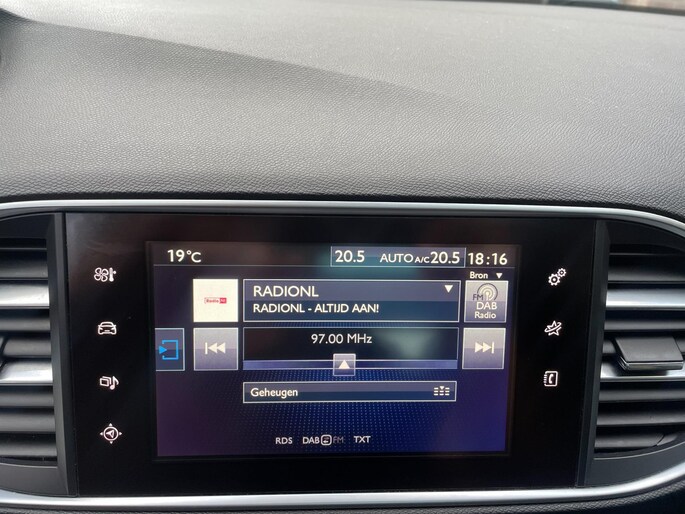 19°C
20.5 AUTO A/C 20.5 18:16
Bron
RADIONL
RADIONL - ALTIJD AAN!
FM
DAB
Radio
97.00 MHz
Geheugen
RDS DAB FM TXT